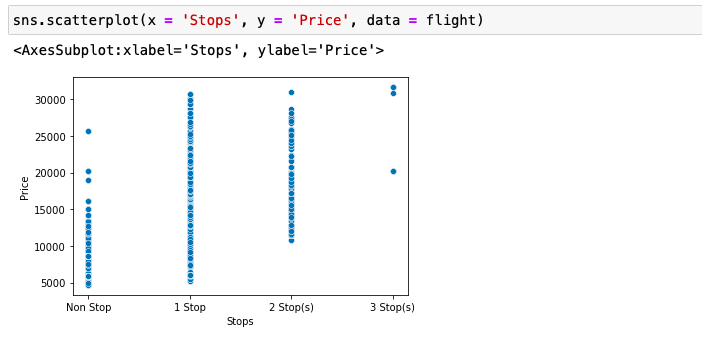 sns.scatterplot(x = 'Stops', y = 'Price', data = flight)
<AxesSubplot:xlabel='Stops', ylabel='Price'>
30000
25000
20000
15000
10000
5000
Price
Non Stop 1 Stop 2 Stop(s) 3 Stop(s)
Stops